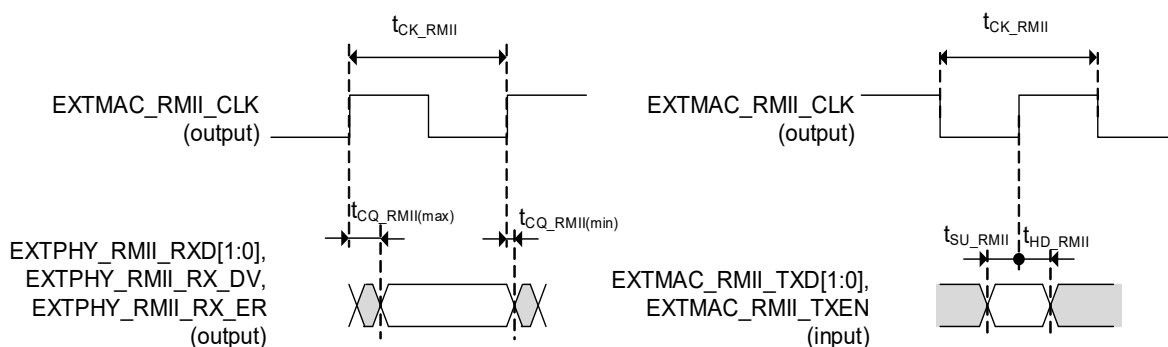 tCK_RMII
EXTMAC_RMII_CLK
(output)
tCQ_RMII(max)
tCQ_RMII(min)
EXTPHY_RMII_RXD[1:0],
EXTPHY_RMII_RX_DV,
EXTPHY_RMII_RX_ER
(output)
tCK_RMII
EXTMAC_RMII_CLK
(output)
tSU_RMII
tHD_RMII
EXTMAC_RMII_TXD[1:0],
EXTMAC_RMII_TXEN
(input)